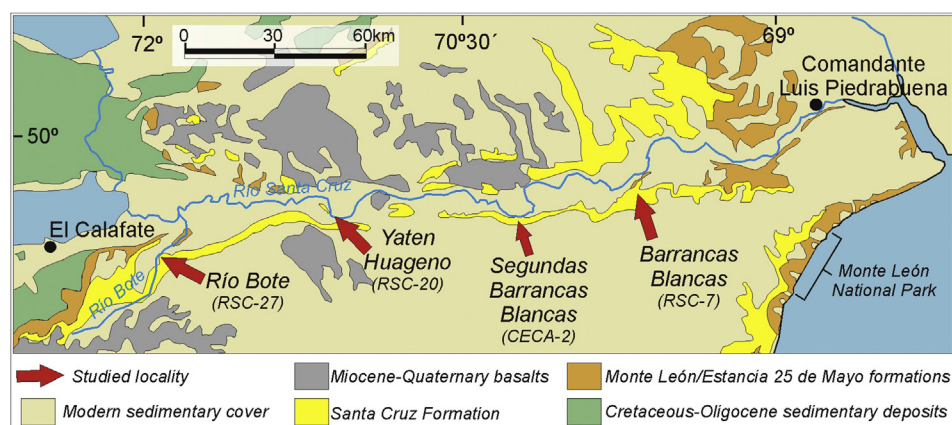 72º
70º30´
69º
0
30
60km
Comandante
Luis Piedrabuena
50º
Río Santa Cruz
El Calafate
Río Bote
Río Bote
(RSC-27)
Yaten
Huageno
(RSC-20)
Segundas
Barrancas
Blancas
(CECA-2)
Barrancas
Blancas
(RSC-7)
Monte León
National Park
Studied locality
Miocene-Quaternary basalts
Monte León/Estancia 25 de Mayo formations
Modern sedimentary cover
Santa Cruz Formation
Cretaceous-Oligocene sedimentary deposits